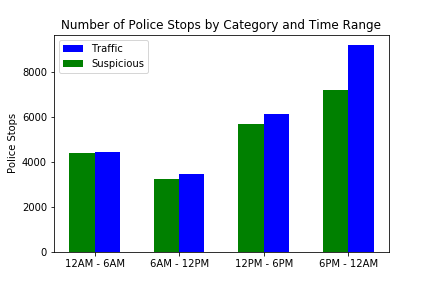 Number of Police Stops by Category and Time Range
Traffic
Suspicious
Police Stops
8000
6000
4000
2000
0
12AM - 6AM
6AM - 12PM
12PM - 6PM
6PM - 12AM